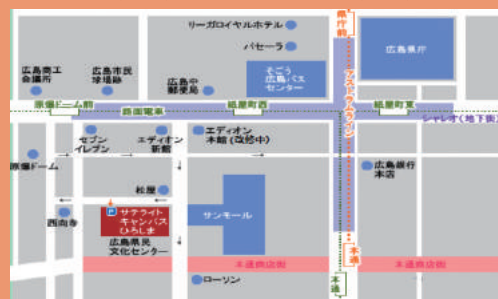 リーガロイヤルホテル
県庁前
パセーラ
広島県庁
広島商工
会議所
広島市民
球場跡
広島中
郵便局
そごう
広島バス
センター
アストラムライン
原爆ドーム前
路面電車
紙屋町西
紙屋町東
シャレオ(地下街)
セブン
イレブン
エディオン
新館
エディオン
本館(改修中)
原爆ドーム
広島銀行
本店
松屋
P
サテライト
キャンパス
ひろしま
サンモール
西向寺
広島県民
文化センター
本通
本通商店街
本通商店街
ローソン
本通